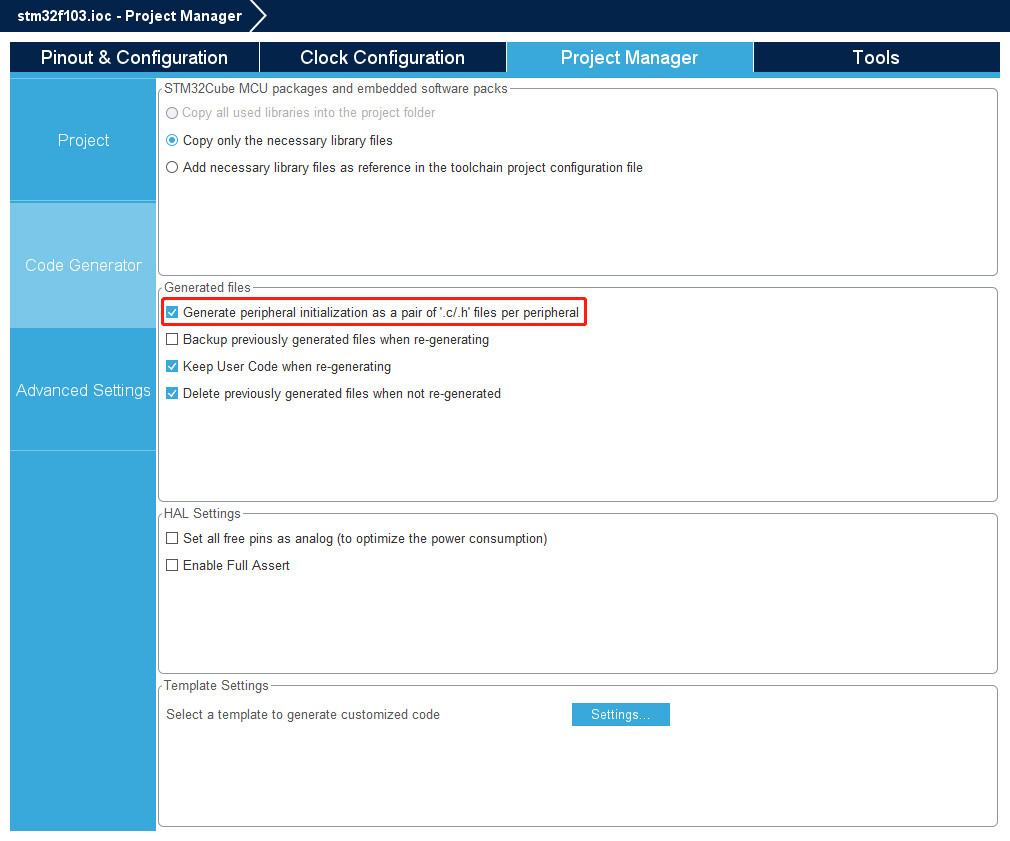 stm32f103.ioc - Project Manager
Pinout & Configuration
Clock Configuration
Project Manager
Tools
Project
Code Generator
Advanced Settings
STM32Cube MCU packages and embedded software packs
Copy all used libraries into the project folder
Copy only the necessary library files
Add necessary library files as reference in the toolchain project configuration file
Generated files
Generate peripheral initialization as a pair of '.c/.h' files per peripheral
Backup previously generated files when re-generating
Keep User Code when re-generating
Delete previously generated files when not re-generated
HAL Settings
Set all free pins as analog (to optimize the power consumption)
Enable Full Assert
Template Settings
Select a template to generate customized code
Settings...